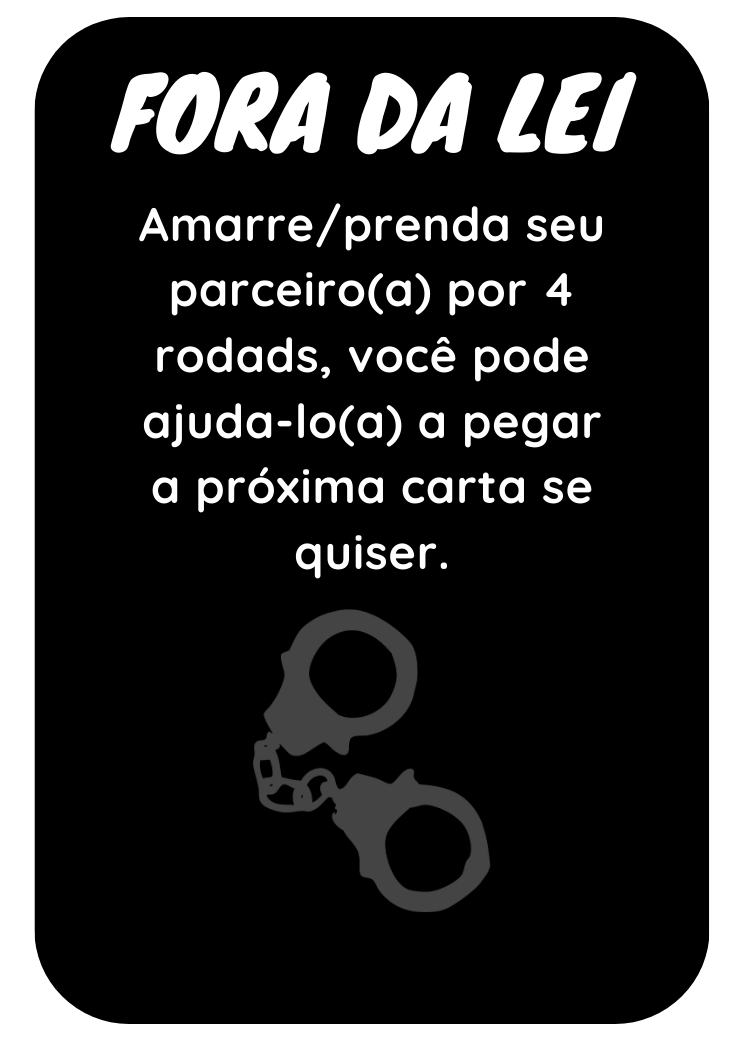 FORA DA LEI
Amarre/prenda seu
parceiro(a) por 4
rodads, você pode
ajuda-lo(a) a pegar
a próxima carta se
quiser.